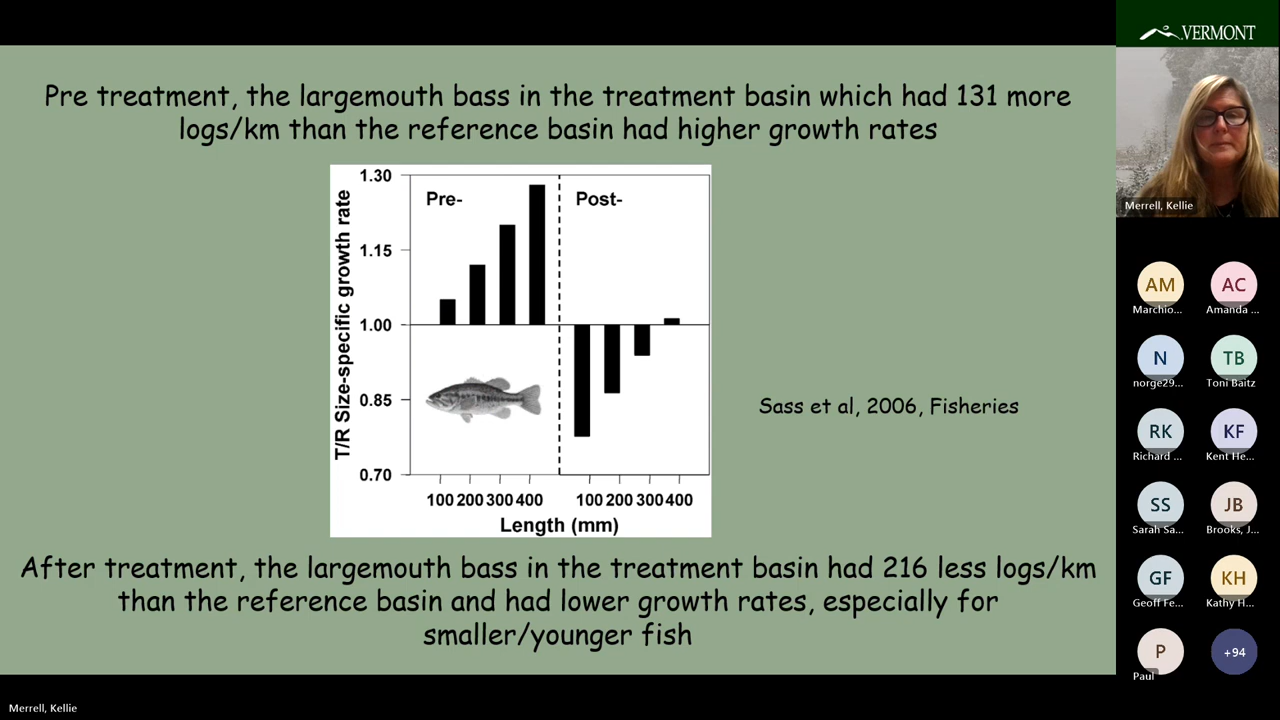 Pre treatment, the largemouth bass in the treatment basin which had 131 more
logs/km than the reference basin had higher growth rates
T/R Size-specific growth rate
1.30
1.15
1.00
0.85
0.70
Pre-
Post-
100 200 300 400
100 200 300 400
Length (mm)
Sass et al, 2006, Fisheries
After treatment, the largemouth bass in the treatment basin had 216 less logs/km
than the reference basin and had lower growth rates, especially for
smaller/younger fish
VERMONT
Merrell, Kellie
AM
Marchio...
AC
Amanda ...
N
norge29...
TB
Toni Baitz
RK
Richard ...
KF
Kent He...
SS
Sarah Sa...
JB
Brooks, J...
GF
Geoff Fe...
KH
Kathy H...
P
Paul
+94
Merrell, Kellie